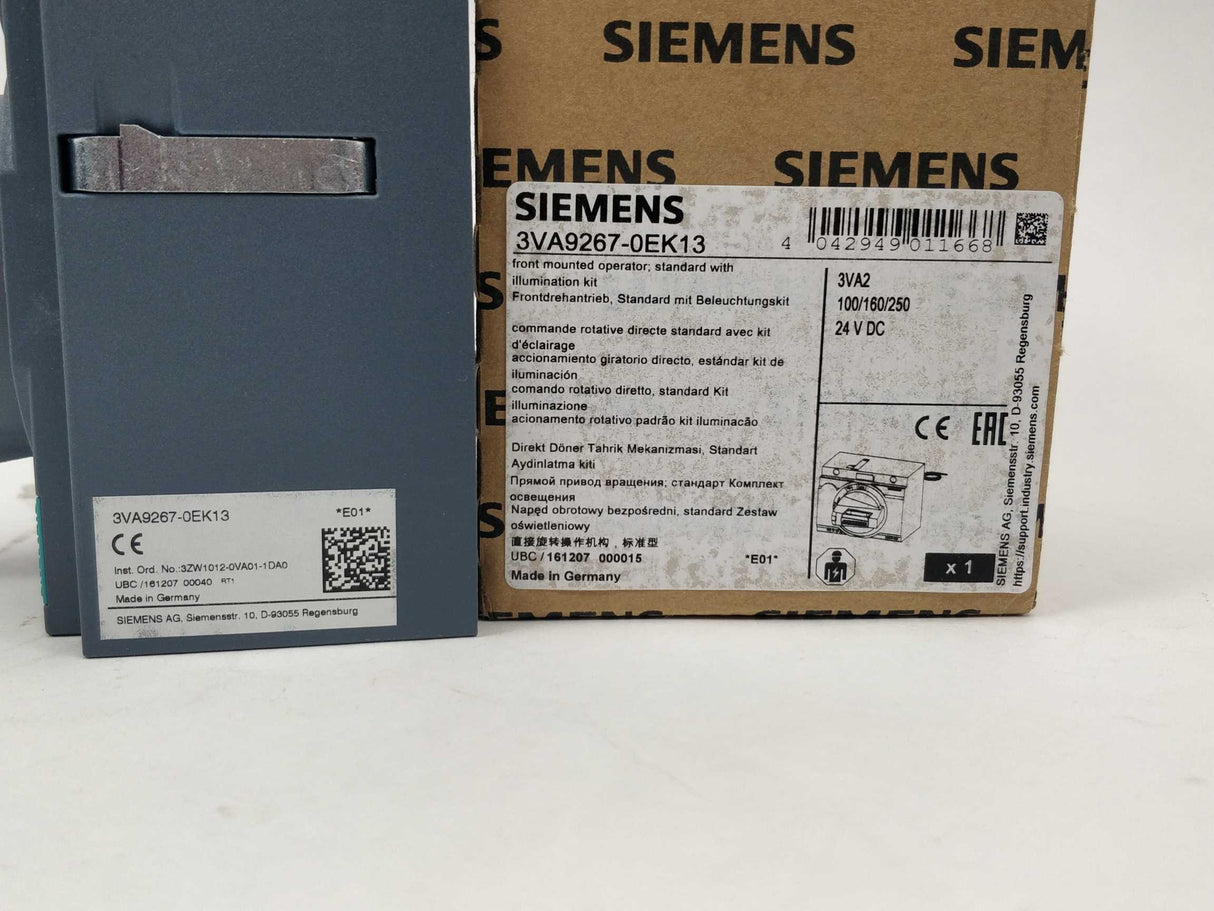 S SIEMENS SIEM
EMENS SIEMENS
SIEMENS
3VA9267-0EK13
4 042949 011668
front mounted operator; standard with
illumination kit
Frontdrehantrieb, Standard mit Beleuchtungskit
commande rotative directe standard avec kit
d'éclairage
accionamiento giratorio directo, estándar kit de
iluminación
comando rotativo diretto, standard Kit
illuminazione
acionamento rotativo padrão kit iluminacão
Direkt Döner Tahrik Mekanizması, Standart
Aydinlatma kiti
Прямой привод вращения; стандарт Комплект
освещения
Napęd obrotowy bezpośredni, standard Zestaw
oświetleniowy
直接旋转操作机构，标准型
UBC / 161207 000015 *E01*
Made in Germany
3VA2
100/160/250
24 V DC
CE EAC
x 1
SIEMENS AG, Siemensstr. 10, D-93055 Regensburg
https://support.industry.siemens.com
S
E
S
EMENS SIEMENS
3VA9267-0EK13 *E01*
CE
Inst. Ord. No.:3ZW1012-0VA01-1DA0
UBC /161207 00040 RT1
Made in Germany
SIEMENS AG, Siemensstr. 10, D-93055 Regensburg